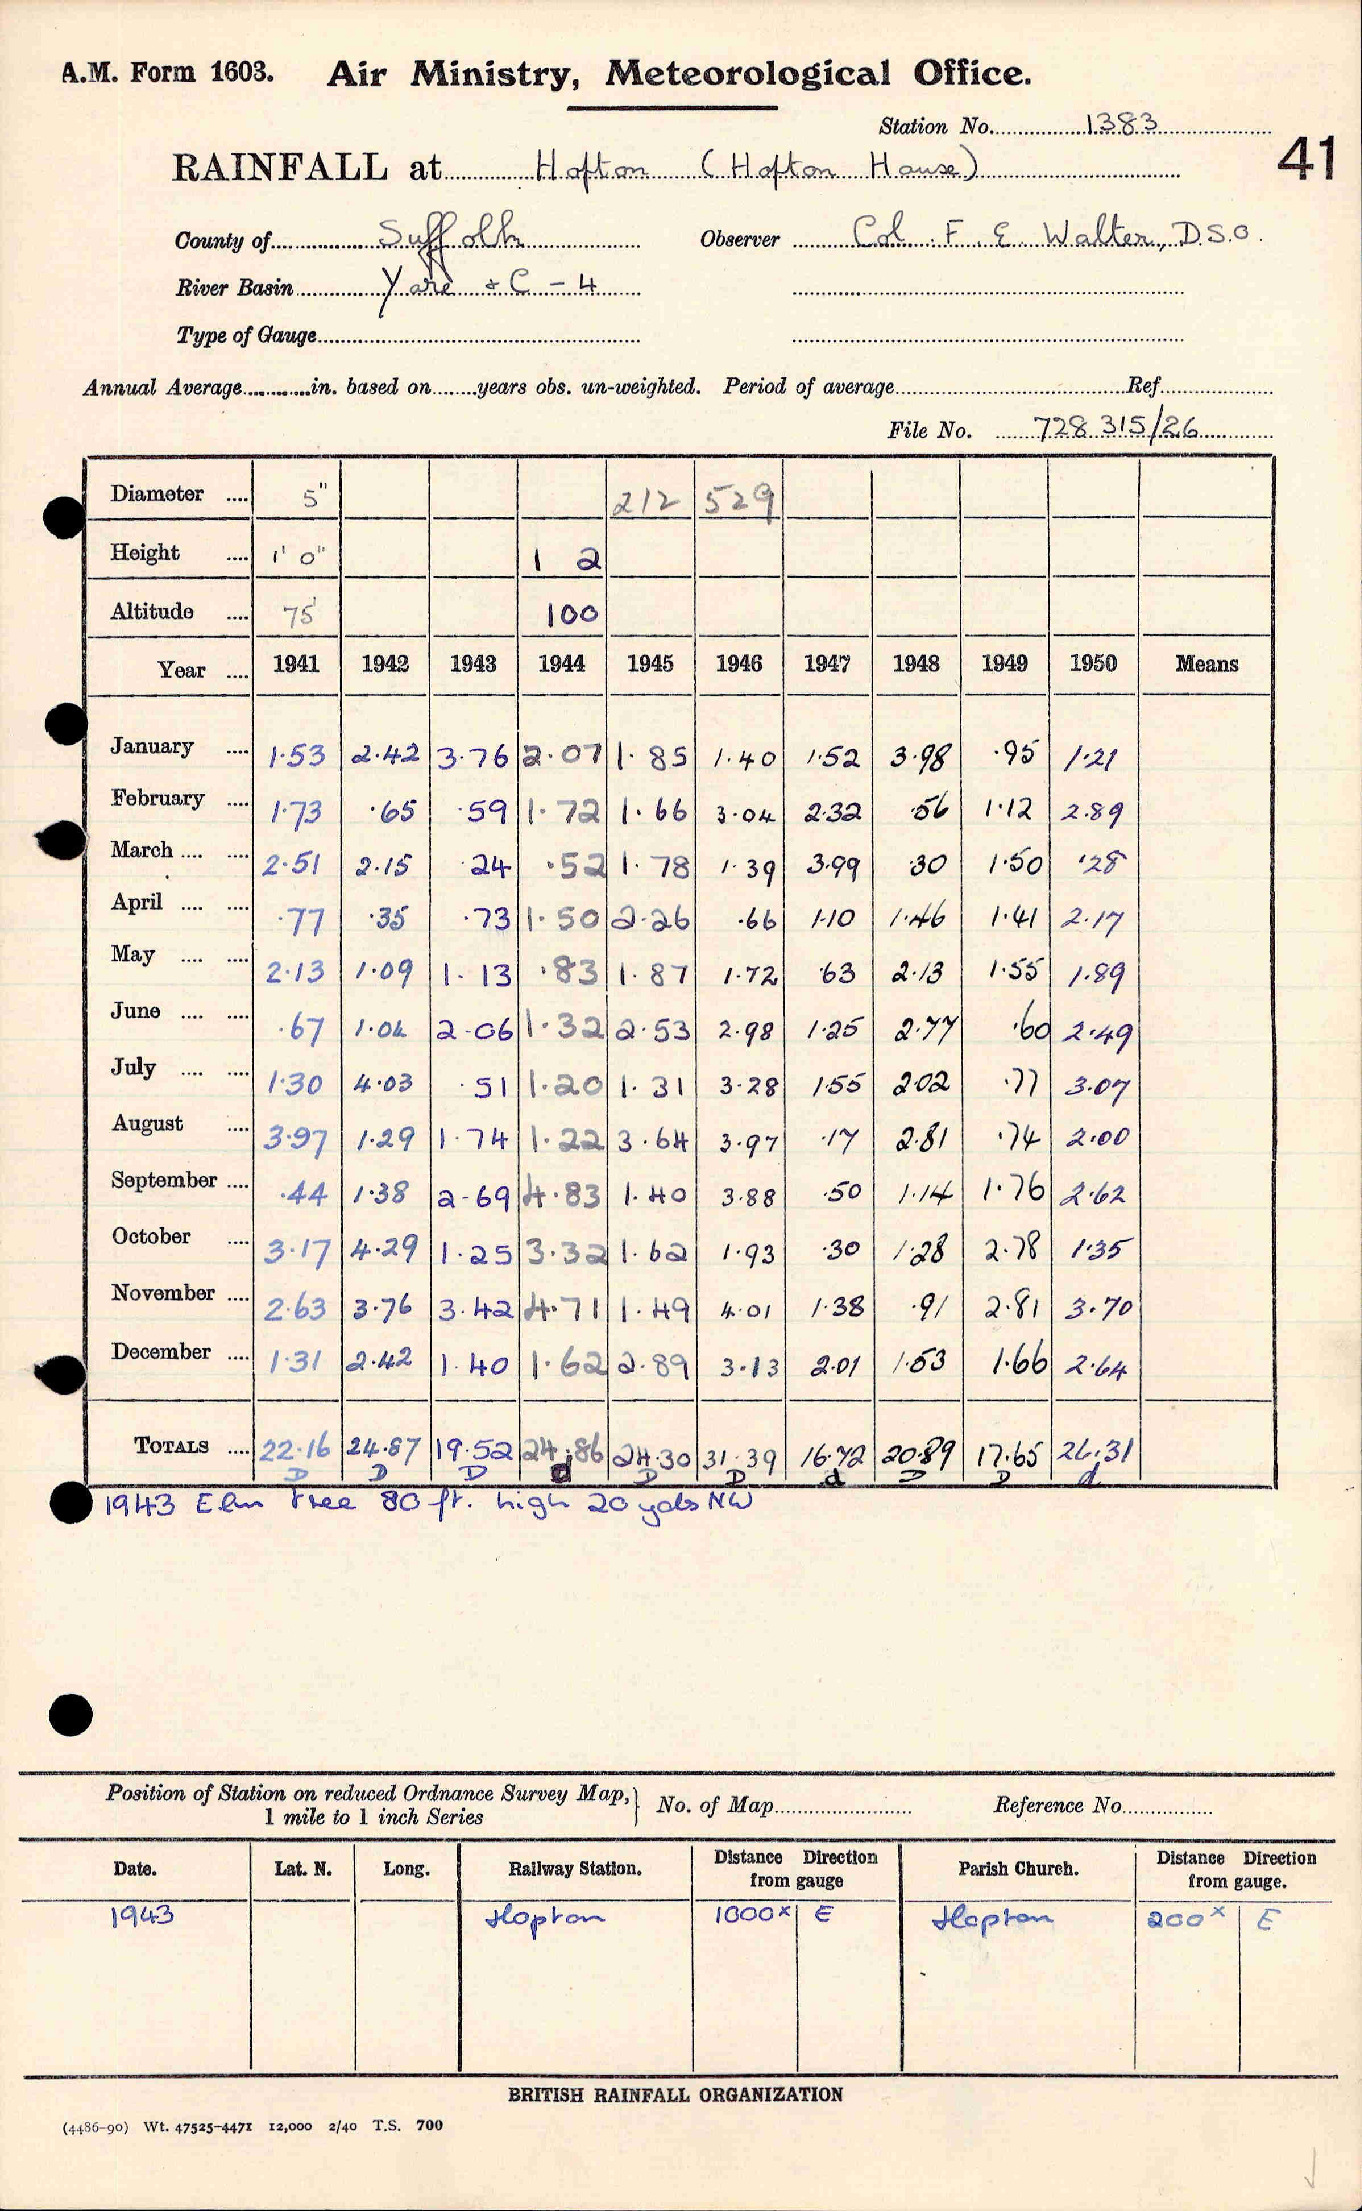 A.M. Form 1603. Air Ministry, Meteorological Office.
Station No. 1383
41
RAINFALL at Hopton (Hopton House)
County of Suffolk Observer Col. F. E. Walter, D.S.O.
River Basin Yare & C - 4
Type of Gauge
Annual Average in. based on years obs. un-weighted. Period of average Ref.
File No. 728 315/26
Diameter .... 5" 212 529
Height .... 1' 0" 1 2
Altitude .... 75' 100
Year .... 1941 1942 1943 1944 1945 1946 1947 1948 1949 1950 Means
January .... 1.53 2.42 3.76 2.07 1.85 1.40 1.52 3.98 .95 1.21
February .... 1.73 .65 .59 1.72 1.66 3.04 2.32 .56 1.12 2.89
March .... .... 2.51 2.15 .24 .52 1.78 1.39 3.99 .30 1.50 .28
April .... .... .77 .35 .73 1.50 2.26 .66 1.10 1.46 1.41 2.17
May .... .... 2.13 1.09 1.13 .83 1.87 1.72 .63 2.13 1.55 1.89
June .... .... .67 1.04 2.06 1.32 2.53 2.98 1.25 2.77 .60 2.49
July .... .... 1.30 4.03 .51 1.20 1.31 3.28 1.55 2.02 .77 3.07
August .... 3.97 1.29 1.74 1.22 3.64 3.97 .17 2.81 .74 2.00
September .... .44 1.38 2.69 4.83 1.40 3.88 .50 1.14 1.76 2.62
October .... 3.17 4.29 1.25 3.32 1.62 1.93 .30 1.28 2.78 1.35
November .... 2.63 3.76 3.42 4.71 1.49 4.01 1.38 .91 2.81 3.70
December .... 1.31 2.42 1.40 1.62 2.89 3.13 2.01 1.53 1.66 2.64
TOTALS .... 22.16 24.87 19.52 24.86 24.30 31.39 16.72 20.89 17.65 26.31
D D D d D D d D D d
1943 Elm tree 80 ft. high 20 yds NW
Position of Station on reduced Ordnance Survey Map, 1 mile to 1 inch Series } No. of Map Reference No.
Date. Lat. N. Long. Railway Station. Distance Direction from gauge Parish Church. Distance Direction from gauge.
1943 Hopton 1000x E Hopton 200x E
BRITISH RAINFALL ORGANIZATION
(4486-90) Wt. 47525-4471 12,000 2/40 T.S. 700